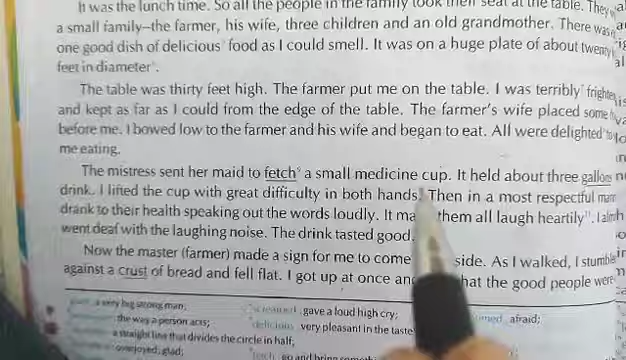 It was the lunch time. So all the people in the family took their seat at the table. They
a small family–the farmer, his wife, three children and an old grandmother. There was
one good dish of delicious food as I could smell. It was on a huge plate of about twenty
feet in diameter
The table was thirty feet high. The farmer put me on the table. I was terribly
and kept as far as I could from the edge of the table. The farmer's wife placed some
before me. I bowed low to the farmer and his wife and began to eat. All were delighted to
me eating.
The mistress sent her maid to fetch a small medicine cup. It held about three gallons
drink. I lifted the cup with great difficulty in both hands. Then in a most respectful
drank to their health speaking out the words loudly. It them all laugh heartily. I
went deaf with the laughing noise. The drink tasted good.
Now the master (farmer) made a sign for me to come side. As I walked, I
against a crust of bread and fell flat. I got up at once hat the good people were
a very big strong man; screamed gave a loud high cry; afraid;
the way a person acts; delicious very pleasant in the taste
a straight line that divides the circle in half;
overjoyed; glad; fetch go and bring